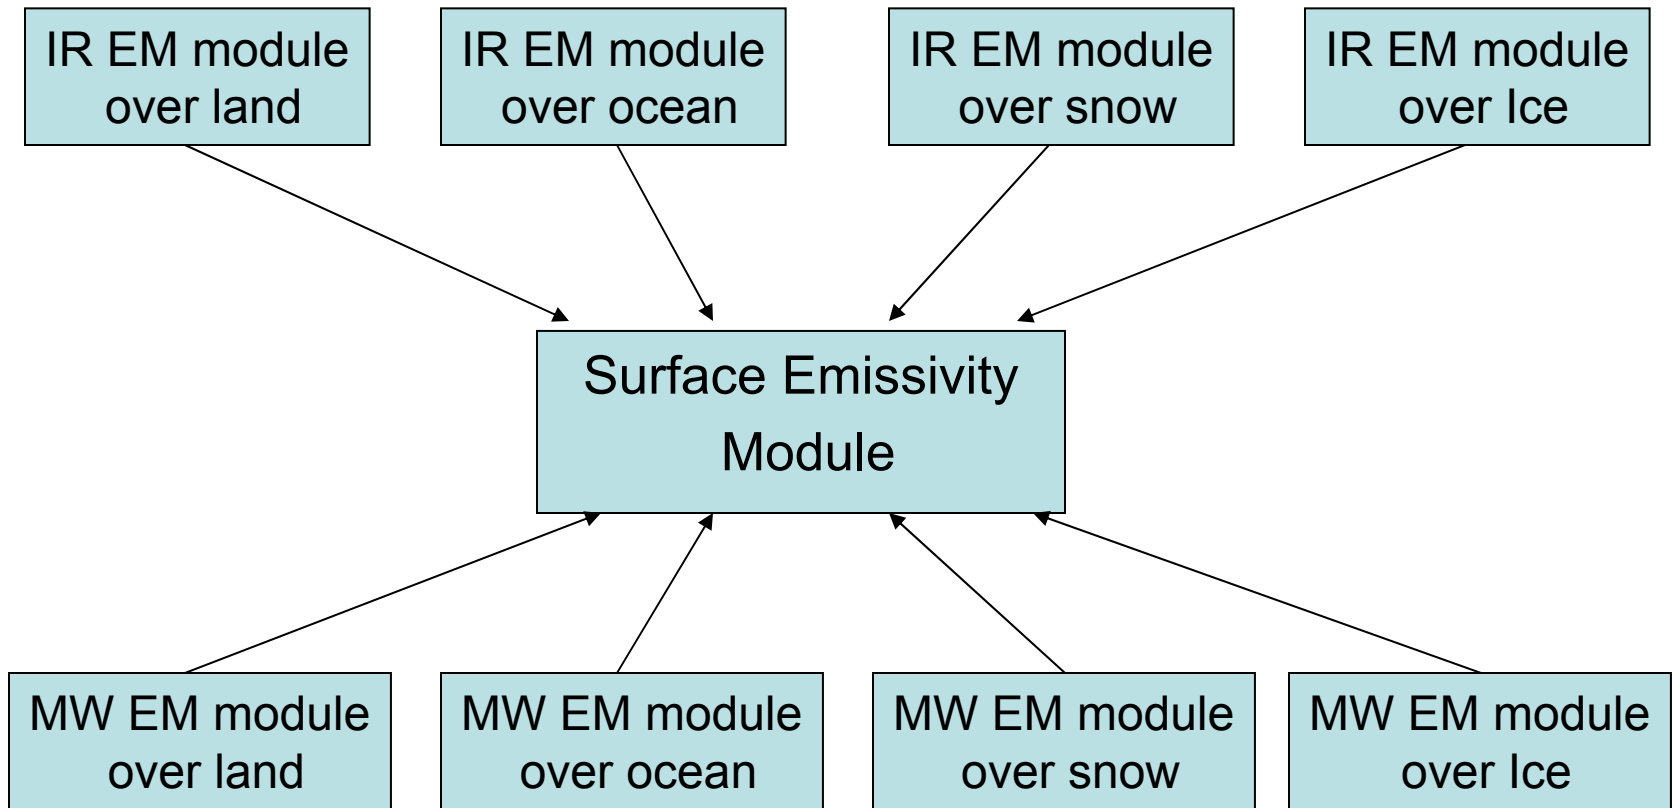 IR EM module
over land
IR EM module
over ocean
IR EM module
over snow
IR EM module
over Ice
Surface Emissivity
Module
MW EM module
over land
MW EM module
over ocean
MW EM module
over snow
MW EM module
over Ice